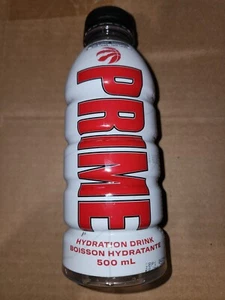 PRIME
HYDRATION DRINK
BOISSON HYDRATANTE
500 mL